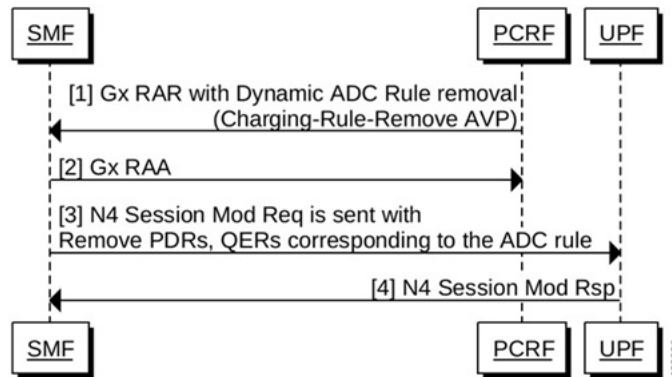 SMF PCRF UPF
[1] Gx RAR with Dynamic ADC Rule removal
(Charging-Rule-Remove AVP)
[2] Gx RAA
[3] N4 Session Mod Req is sent with
Remove PDRs, QERs corresponding to the ADC rule
[4] N4 Session Mod Rsp
SMF PCRF UPF